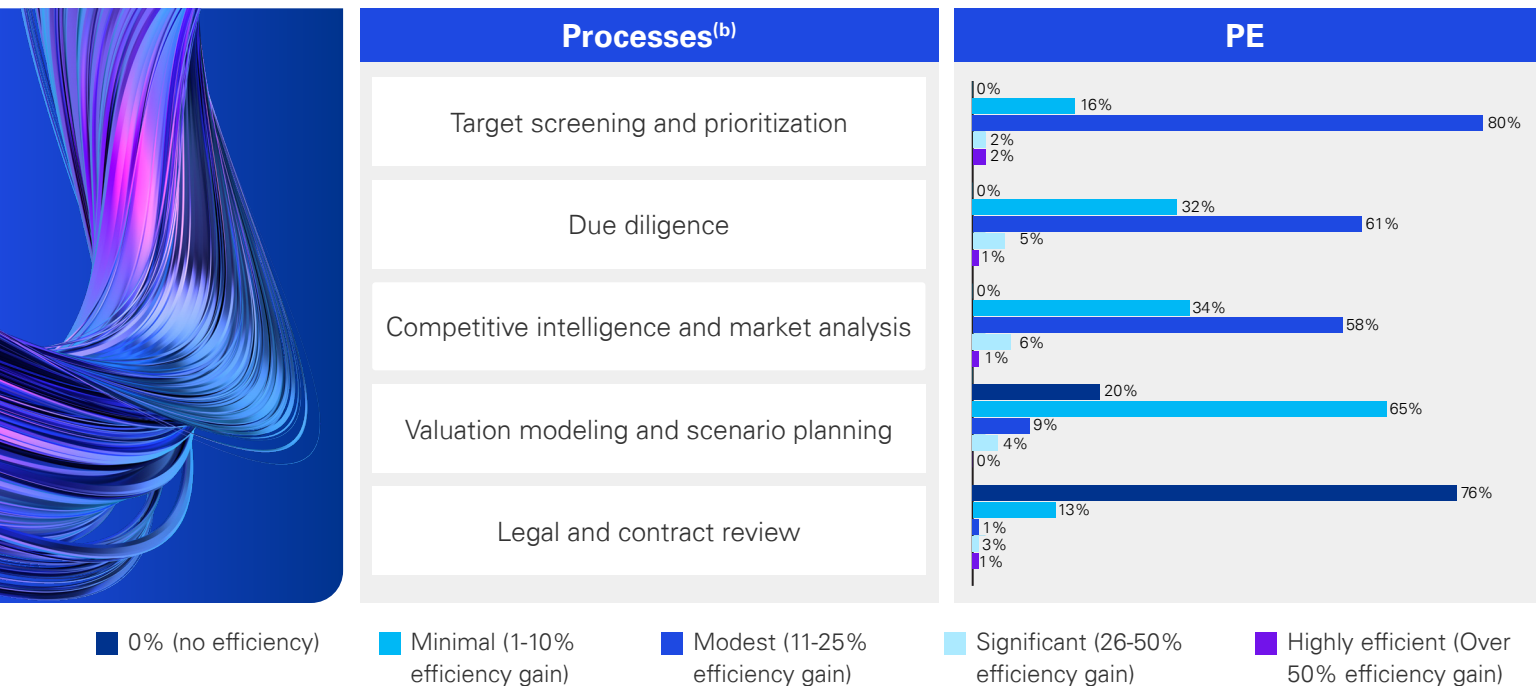 Processes(b)
PE
Target screening and prioritization
0%
16%
80%
2%
2%
Due diligence
0%
32%
61%
5%
1%
Competitive intelligence and market analysis
0%
34%
58%
6%
1%
Valuation modeling and scenario planning
20%
65%
9%
4%
0%
Legal and contract review
76%
13%
1%
3%
1%
0% (no efficiency)
Minimal (1-10%
efficiency gain)
Modest (11-25%
efficiency gain)
Significant (26-50%
efficiency gain)
Highly efficient (Over
50% efficiency gain)